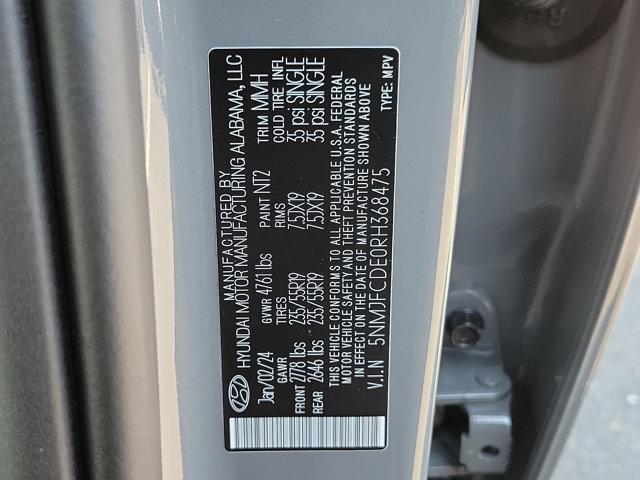 MANUFACTURED BY
HYUNDAI MOTOR MANUFACTURING ALABAMA, LLC
Jan/02/24 GVWR 4761 lbs PAINT NT2 TRIM MMH
GAWR TIRES RIMS COLD TIRE INFL
FRONT 2778 lbs 235/55R19 7.5JX19 35 psi SINGLE
REAR 2646 lbs 235/55R19 7.5JX19 35 psi SINGLE
THIS VEHICLE CONFORMS TO ALL APPLICABLE U.S.A. FEDERAL
MOTOR VEHICLE SAFETY AND THEFT PREVENTION STANDARDS
IN EFFECT ON THE DATE OF MANUFACTURE SHOWN ABOVE
V.I.N 5NMJFCDE0RH368475 TYPE: MPV